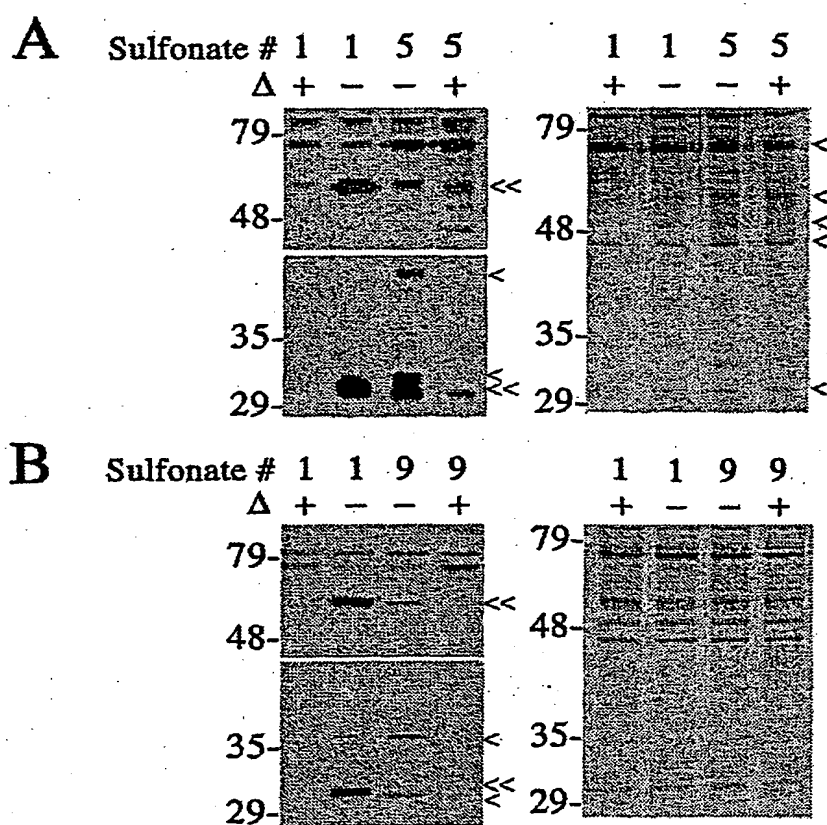 A Sulfonate # 1 1 5 5 1 1 5 5
Δ + − − + + − − +
79- 79-
<
<< <
<
48- 48- <
<
35- 35-
<
<< <
29- 29-
B Sulfonate # 1 1 9 9 1 1 9 9
Δ + − − + + − − +
79- 79-
<<
48- 48-
35- < 35-
<<
<
29- 29-